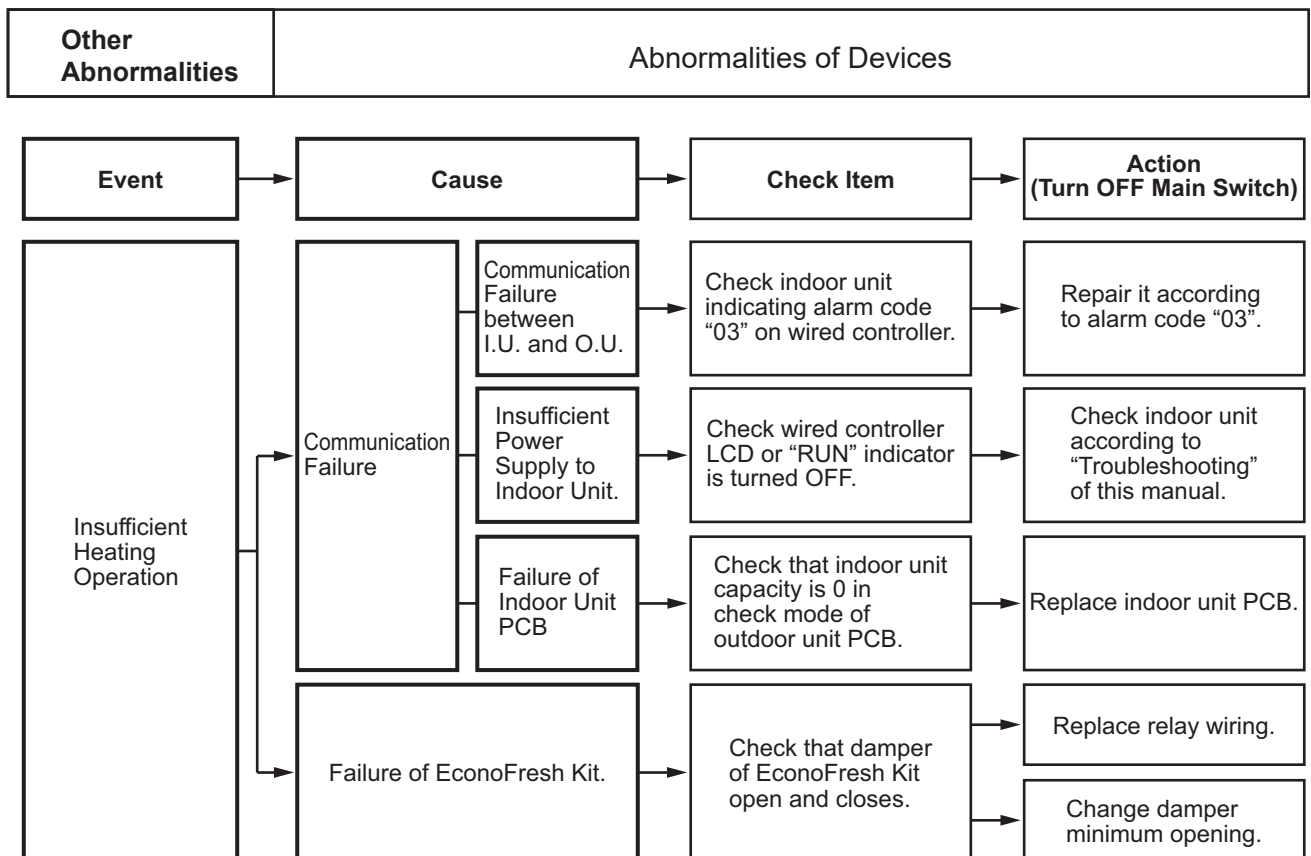 Other
Abnormalities
Abnormalities of Devices
Event
Cause
Check Item
Action
(Turn OFF Main Switch)
Insufficient
Heating
Operation
Communication
Failure
Communication
Failure
between
I.U. and O.U.
Check indoor unit
indicating alarm code
“03” on wired controller.
Repair it according
to alarm code “03”.
Insufficient
Power
Supply to
Indoor Unit.
Check wired controller
LCD or “RUN” indicator
is turned OFF.
Check indoor unit
according to
“Troubleshooting”
of this manual.
Failure of
Indoor Unit
PCB
Check that indoor unit
capacity is 0 in
check mode of
outdoor unit PCB.
Replace indoor unit PCB.
Failure of EconoFresh Kit.
Check that damper
of EconoFresh Kit
open and closes.
Replace relay wiring.
Change damper
minimum opening.